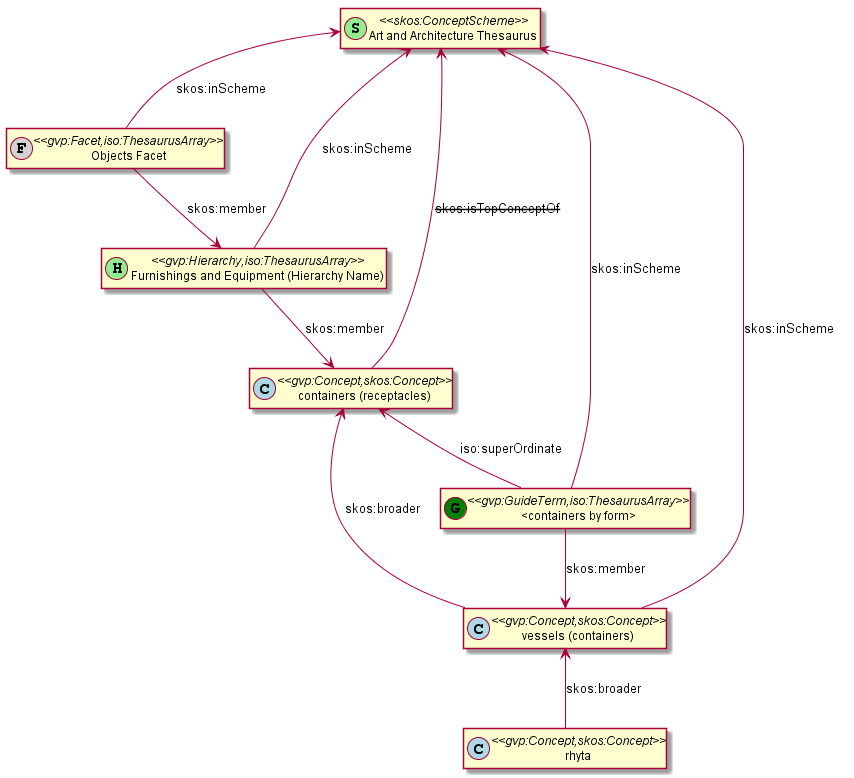 S
<<skos:ConceptScheme>>
Art and Architecture Thesaurus
skos:inScheme
F
<<gvp:Facet,iso:ThesaurusArray>>
Objects Facet
skos:inScheme
skos:member
skos:isTopConceptOf
H
<<gvp:Hierarchy,iso:ThesaurusArray>>
Furnishings and Equipment (Hierarchy Name)
skos:inScheme
skos:member
skos:inScheme
C
<<gvp:Concept,skos:Concept>>
containers (receptacles)
iso:superOrdinate
skos:broader
G
<<gvp:GuideTerm,iso:ThesaurusArray>>
<containers by form>
skos:member
C
<<gvp:Concept,skos:Concept>>
vessels (containers)
skos:broader
C
<<gvp:Concept,skos:Concept>>
rhyta